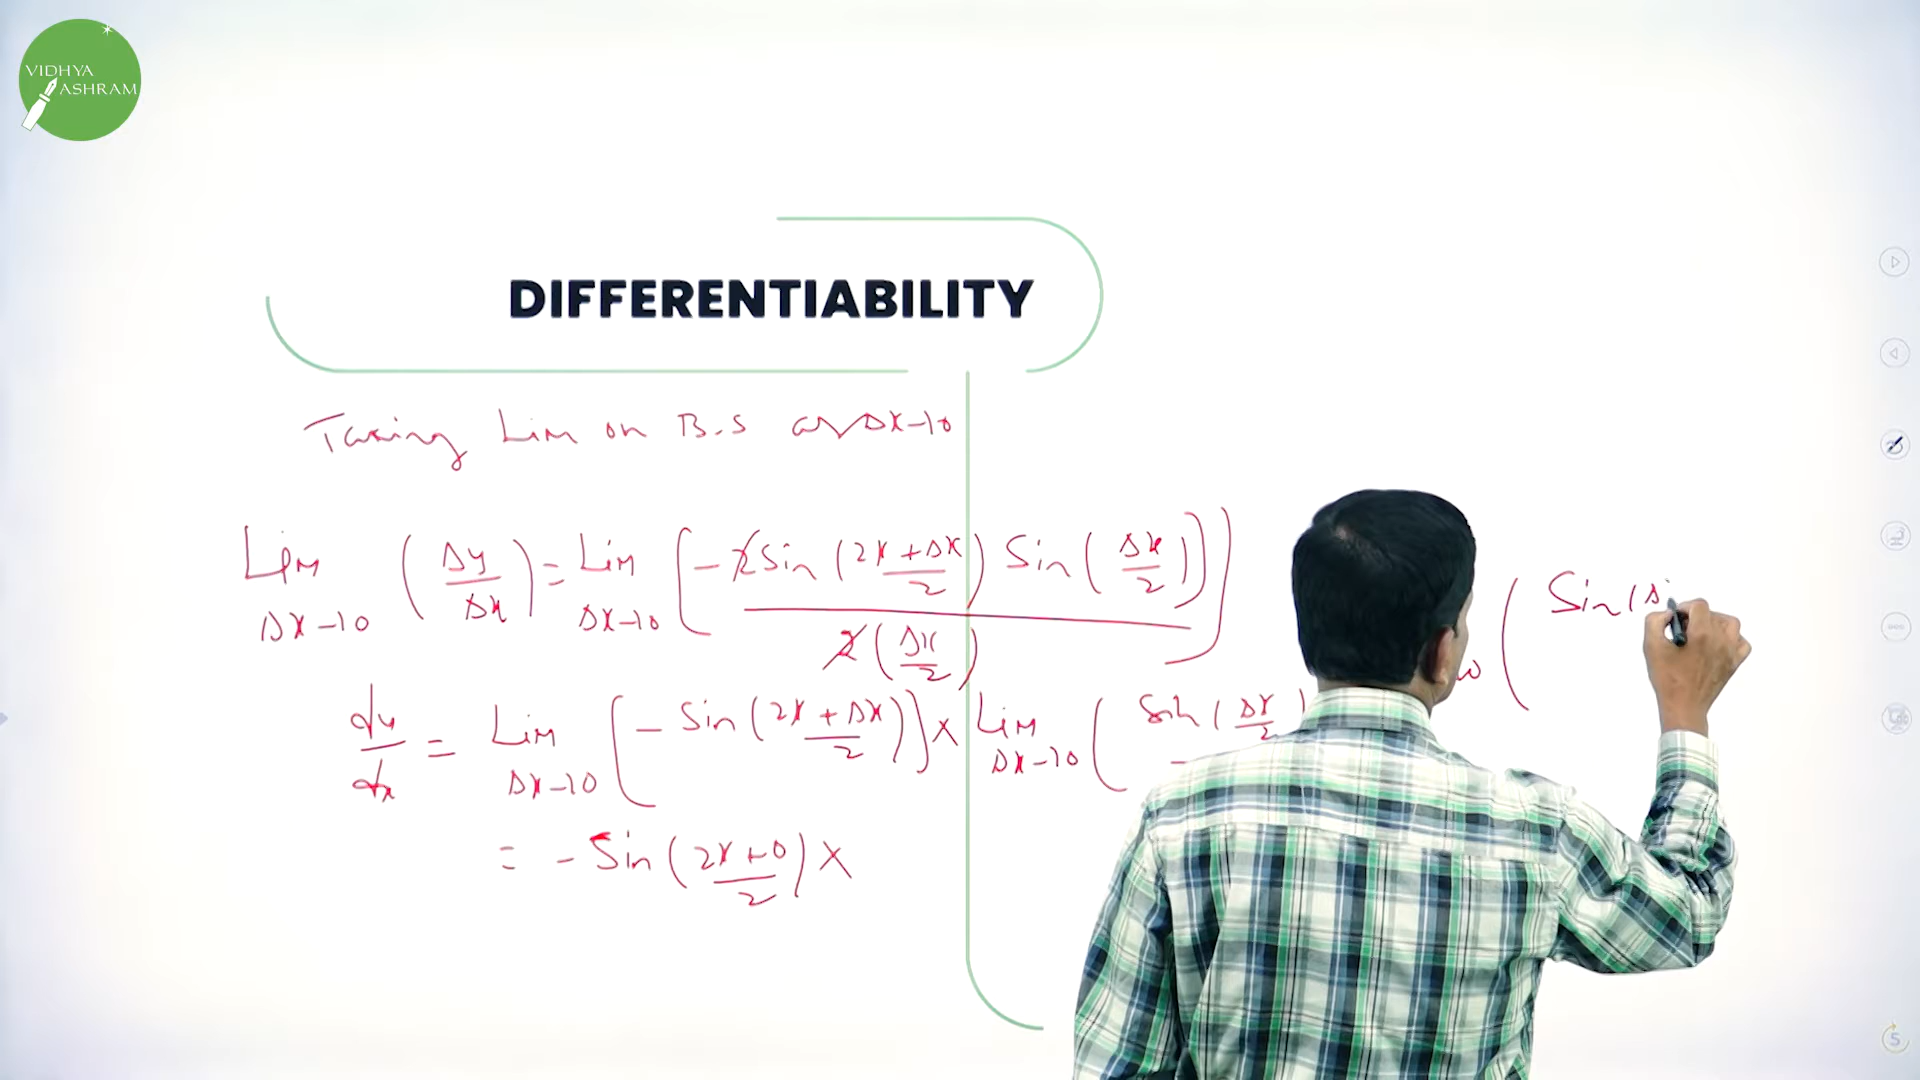 VIDHYA
ASHRAM
DIFFERENTIABILITY
Taking Lim on B.S as Δx→0
Lim Δx→0 (Δy/Δx) = Lim Δx→0 [-2Sin (2x+Δx/2) Sin (Δx/2) / 2(Δx/2)]
dy/dx = Lim Δx→0 [-Sin (2x+Δx/2)] × Lim Δx→0 (Sin (Δx/2)
= -Sin (2x+0/2) ×
(Sin (Δ